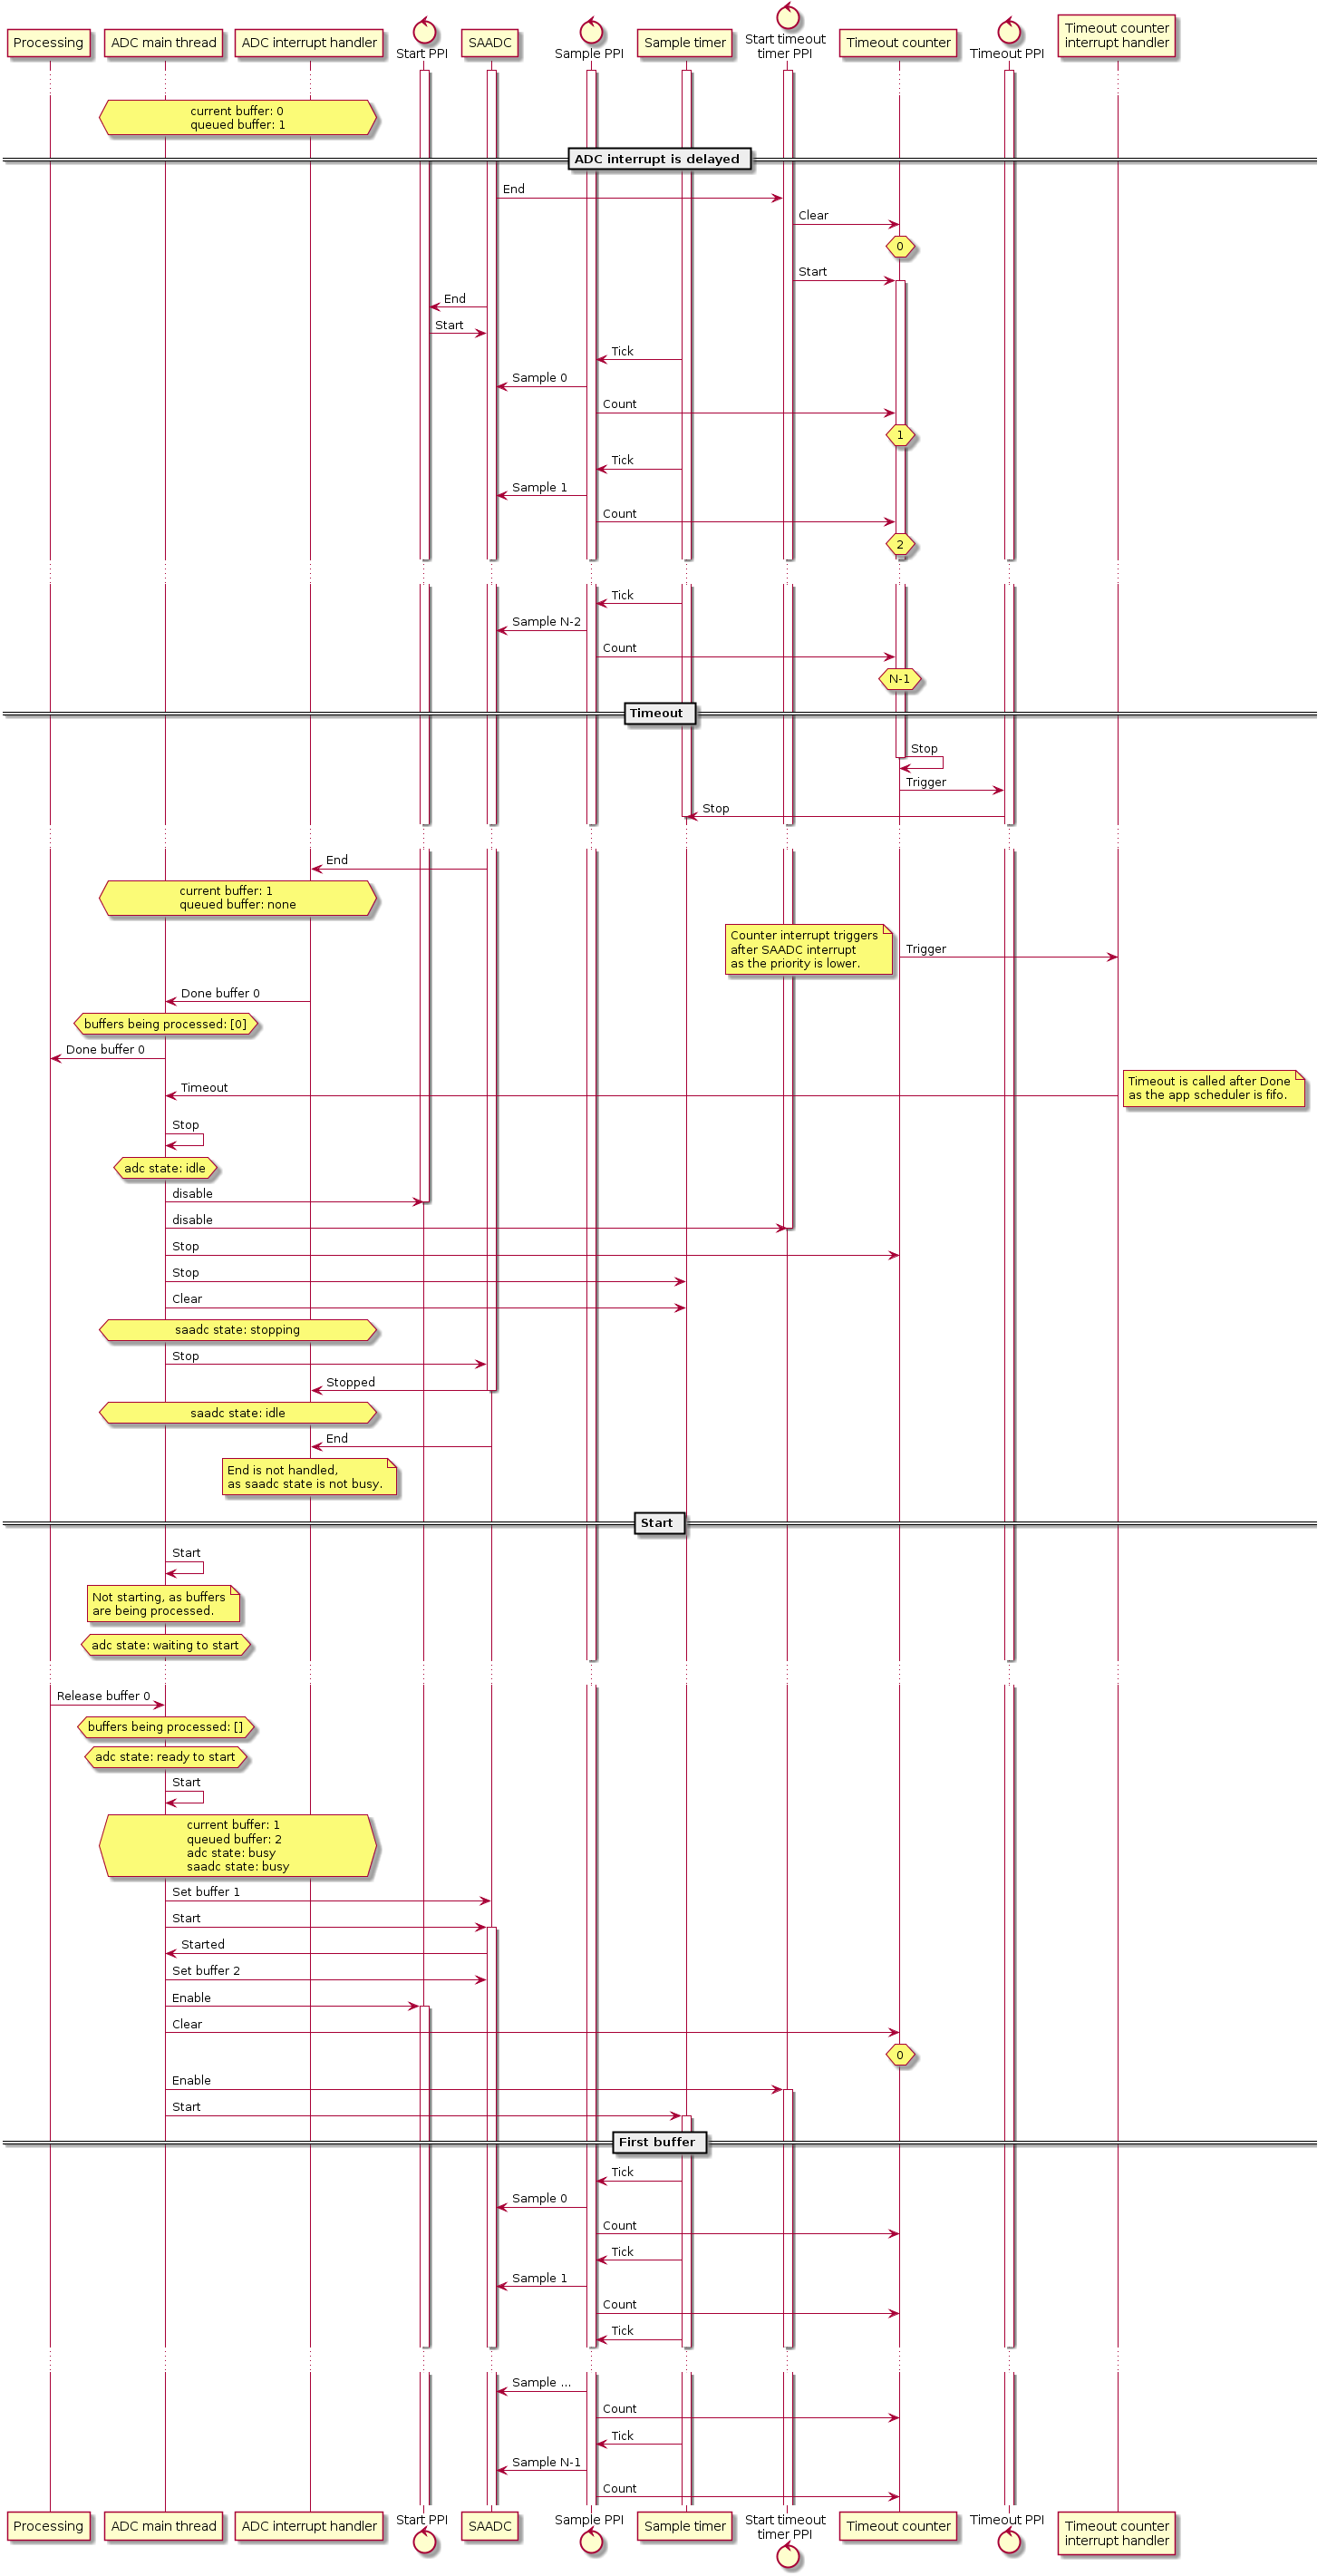 Processing
ADC main thread
ADC interrupt handler
Start PPI
SAADC
Sample PPI
Sample timer
Start timeout
timer PPI
Timeout counter
Timeout PPI
Timeout counter
interrupt handler
current buffer: 0
queued buffer: 1
ADC interrupt is delayed
End
Clear
0
Start
End
Start
Tick
Sample 0
Count
1
Tick
Sample 1
Count
2
Tick
Sample N-2
Count
N-1
Timeout
Stop
Trigger
Stop
End
current buffer: 1
queued buffer: none
Counter interrupt triggers
after SAADC interrupt
as the priority is lower.
Trigger
Done buffer 0
buffers being processed: [0]
Done buffer 0
Timeout
Timeout is called after Done
as the app scheduler is fifo.
Stop
adc state: idle
disable
disable
Stop
Stop
Clear
saadc state: stopping
Stop
Stopped
saadc state: idle
End
End is not handled,
as saadc state is not busy.
Start
Start
Not starting, as buffers
are being processed.
adc state: waiting to start
Release buffer 0
buffers being processed: []
adc state: ready to start
Start
current buffer: 1
queued buffer: 2
adc state: busy
saadc state: busy
Set buffer 1
Start
Started
Set buffer 2
Enable
Clear
0
Enable
Start
First buffer
Tick
Sample 0
Count
Tick
Sample 1
Count
Tick
Sample ...
Count
Tick
Sample N-1
Count
Processing
ADC main thread
ADC interrupt handler
Start PPI
SAADC
Sample PPI
Sample timer
Start timeout
timer PPI
Timeout counter
Timeout PPI
Timeout counter
interrupt handler